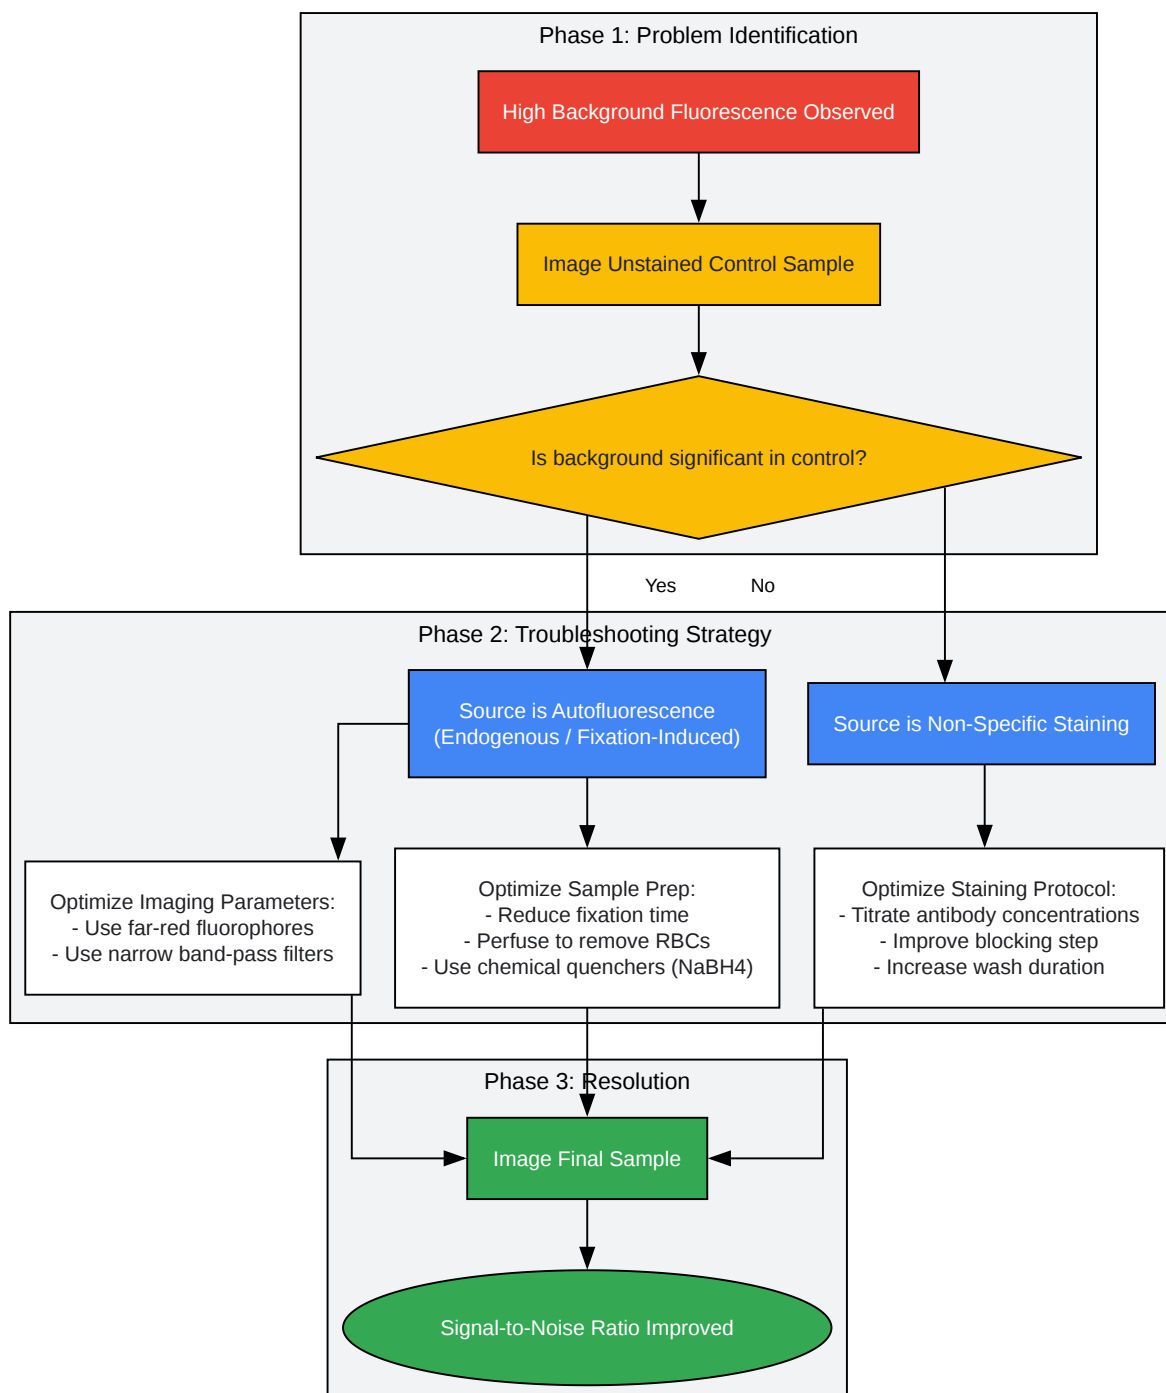 Phase 1: Problem Identification
High Background Fluorescence Observed
Image Unstained Control Sample
Is background significant in control?
Yes
No
Phase 2: Troubleshooting Strategy
Source is Autofluorescence
(Endogenous / Fixation-Induced)
Source is Non-Specific Staining
Optimize Imaging Parameters:
- Use far-red fluorophores
- Use narrow band-pass filters
Optimize Sample Prep:
- Reduce fixation time
- Perfuse to remove RBCs
- Use chemical quenchers (NaBH4)
Optimize Staining Protocol:
- Titrate antibody concentrations
- Improve blocking step
- Increase wash duration
Phase 3: Resolution
Image Final Sample
Signal-to-Noise Ratio Improved